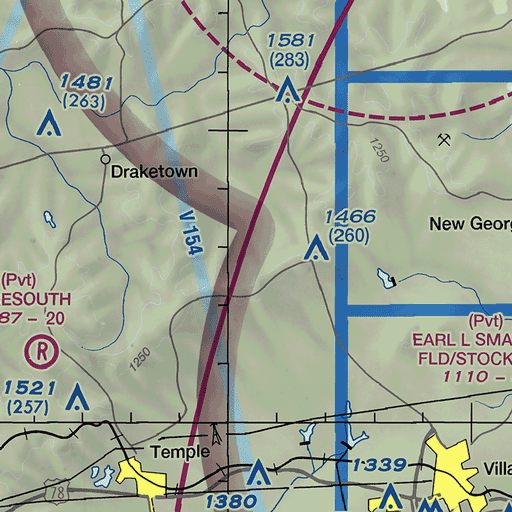 1581
(283)
1481
(263)
1250
Draketown
1466
(260)
New Georg
V 154
(Pvt)
ESOUTH
87 - 20
R
(Pvt)
EARL L SMA
FLD/STOCK
1110 -
1250
1521
(257)
Temple
1339
Villa
78
1380